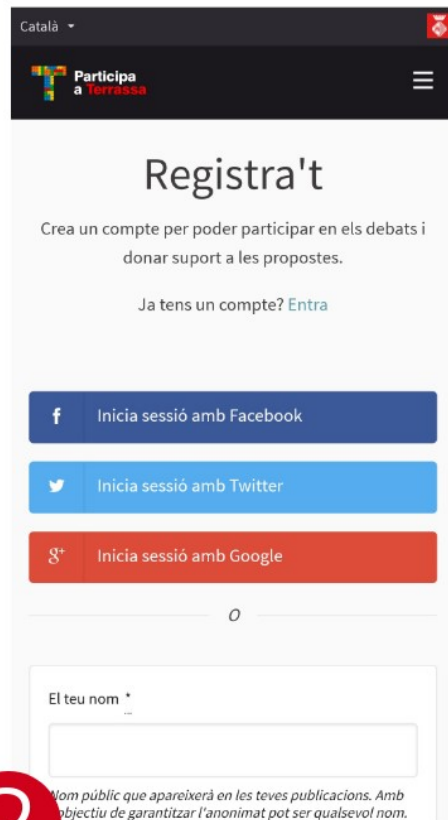 Català
Participa
a Terrassa
Registra't
Crea un compte per poder participar en els debats i
donar suport a les propostes.
Ja tens un compte? Entra
Inicia sessió amb Facebook
Inicia sessió amb Twitter
Inicia sessió amb Google
O
El teu nom *
Nom públic que apareixerà en les teves publicacions. Amb
objectiu de garantitzar l'anonimat pot ser qualsevol nom.